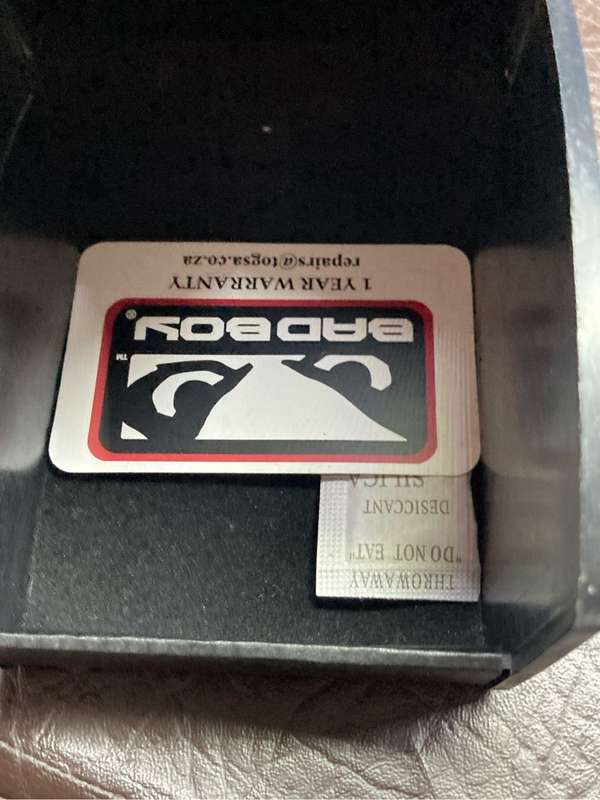 THROWAWAY
"DO NOT EAT"
DESICCANT
SILICA
™
BAD BOY®
1 YEAR WARRANTY
repairs@togsa.co.za